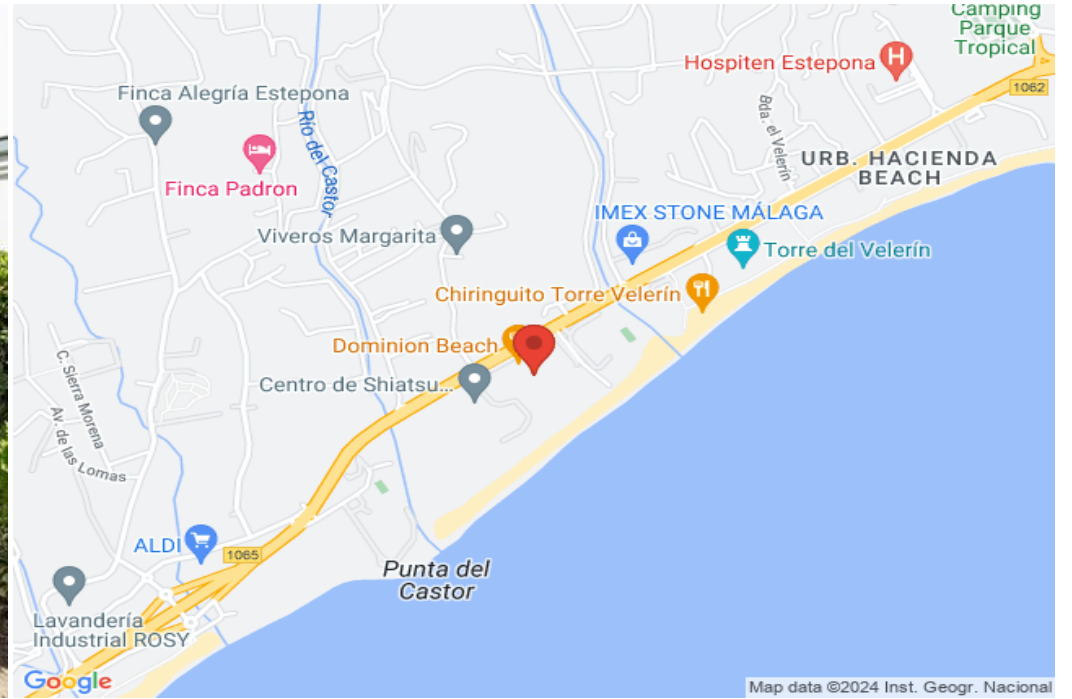 Camping
Parque
Tropical
Hospiten Estepona
H
1062
Finca Alegría Estepona
Bda. el Velerín
Río del Castor
URB. HACIENDA
BEACH
Finca Padron
IMEX STONE MÁLAGA
Viveros Margarita
Torre del Velerín
Chiringuito Torre Velerín
Dominion Beach
Centro de Shiatsu...
C. Sierra Morena
Av. de las Lomas
ALDI
1065
Punta del
Castor
Lavandería
Industrial ROSY
Google
Map data ©2024 Inst. Geogr. Nacional